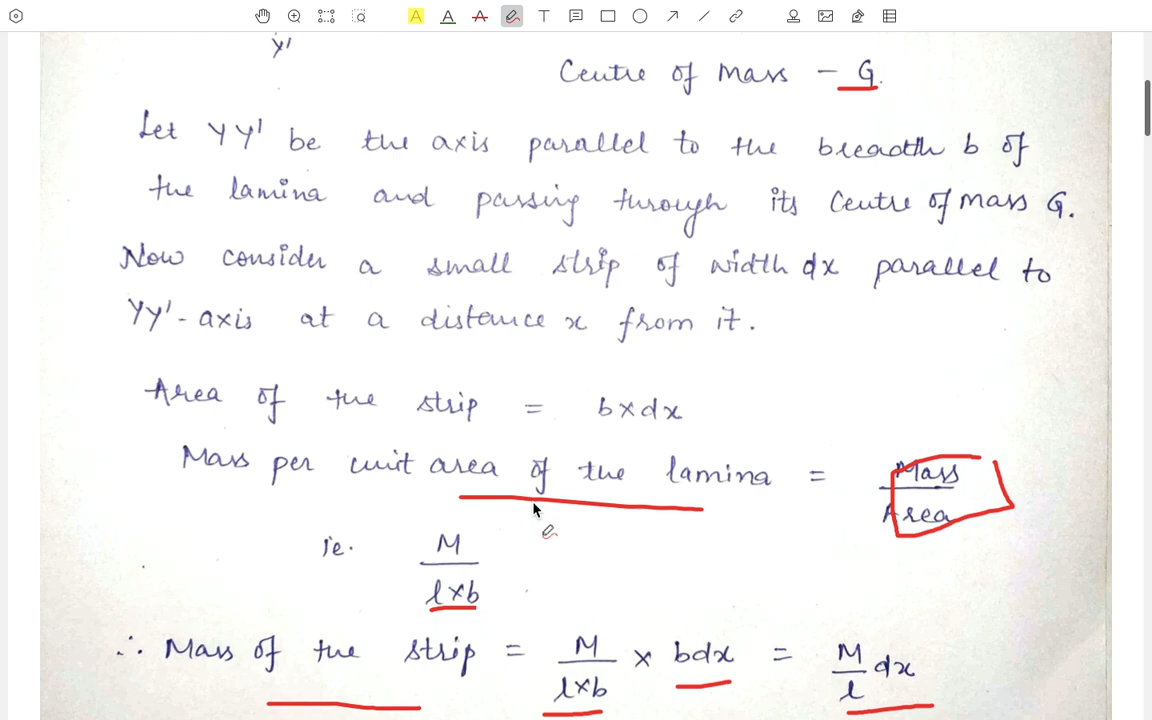 y'
Centre of mass - G.
Let YY' be the axis parallel to the breadth b of
the lamina and passing through its Centre of mass G.
Now consider a small strip of width dx parallel to
YY'-axis at a distance x from it.
Area of the strip = b×dx
Mass per unit area of the lamina = Mass / Area
ie. M / l×b
∴ Mass of the strip = M / l×b × bdx = M / l dx